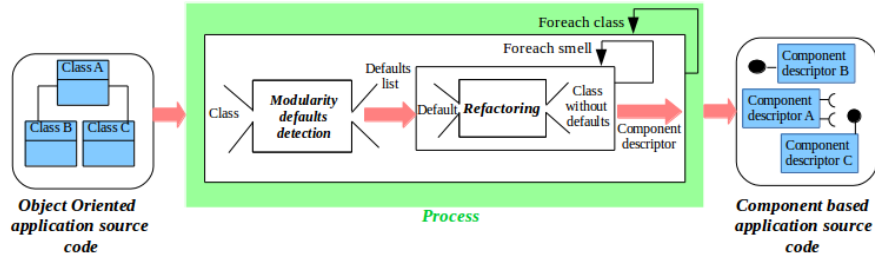 Class A
Class B
Class C
Object Oriented
application source
code
Foreach class
Foreach smell
Class
Modularity
defaults
detection
Defaults
list
Default
Refactoring
Class
without
defaults
Component
descriptor
Process
Component
descriptor B
Component
descriptor A
Component
descriptor C
Component based
application source
code